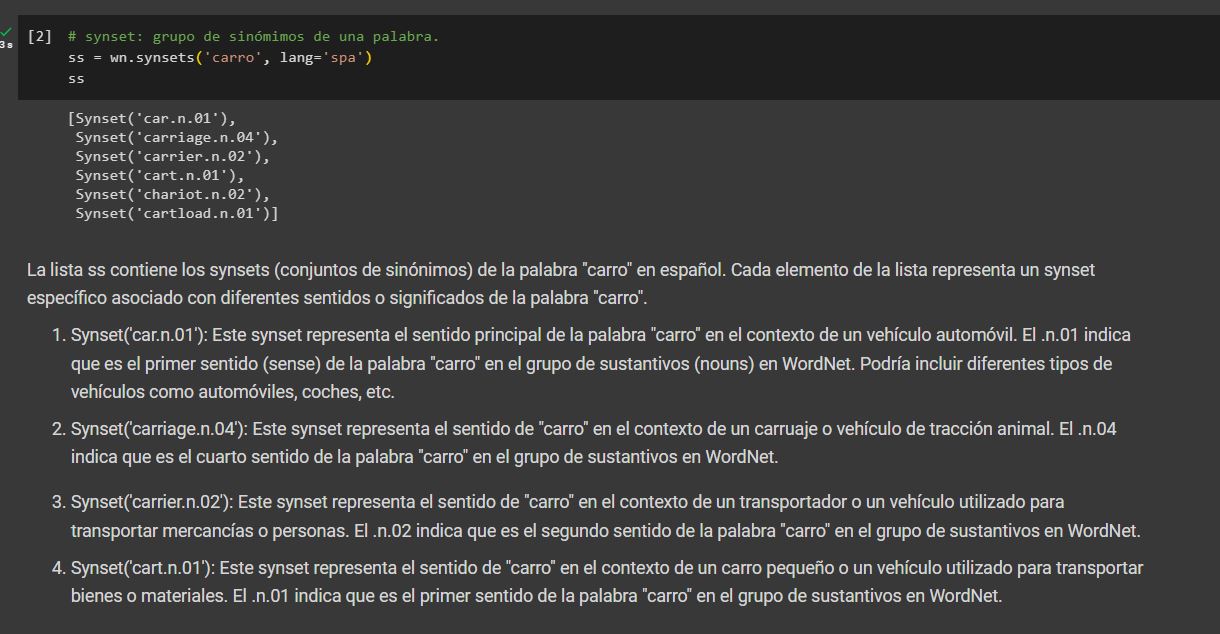 3s
[2] # synset: grupo de sinómimos de una palabra.
ss = wn.synsets('carro', lang='spa')
ss
[Synset('car.n.01'),
Synset('carriage.n.04'),
Synset('carrier.n.02'),
Synset('cart.n.01'),
Synset('chariot.n.02'),
Synset('cartload.n.01')]
La lista ss contiene los synsets (conjuntos de sinónimos) de la palabra "carro" en español. Cada elemento de la lista representa un synset
específico asociado con diferentes sentidos o significados de la palabra "carro".
1. Synset('car.n.01'): Este synset representa el sentido principal de la palabra "carro" en el contexto de un vehículo automóvil. El .n.01 indica
que es el primer sentido (sense) de la palabra "carro" en el grupo de sustantivos (nouns) en WordNet. Podría incluir diferentes tipos de
vehículos como automóviles, coches, etc.
2. Synset('carriage.n.04'): Este synset representa el sentido de "carro" en el contexto de un carruaje o vehículo de tracción animal. El .n.04
indica que es el cuarto sentido de la palabra "carro" en el grupo de sustantivos en WordNet.
3. Synset('carrier.n.02'): Este synset representa el sentido de "carro" en el contexto de un transportador o un vehículo utilizado para
transportar mercancías o personas. El .n.02 indica que es el segundo sentido de la palabra "carro" en el grupo de sustantivos en WordNet.
4. Synset('cart.n.01'): Este synset representa el sentido de "carro" en el contexto de un carro pequeño o un vehículo utilizado para transportar
bienes o materiales. El .n.01 indica que es el primer sentido de la palabra "carro" en el grupo de sustantivos en WordNet.